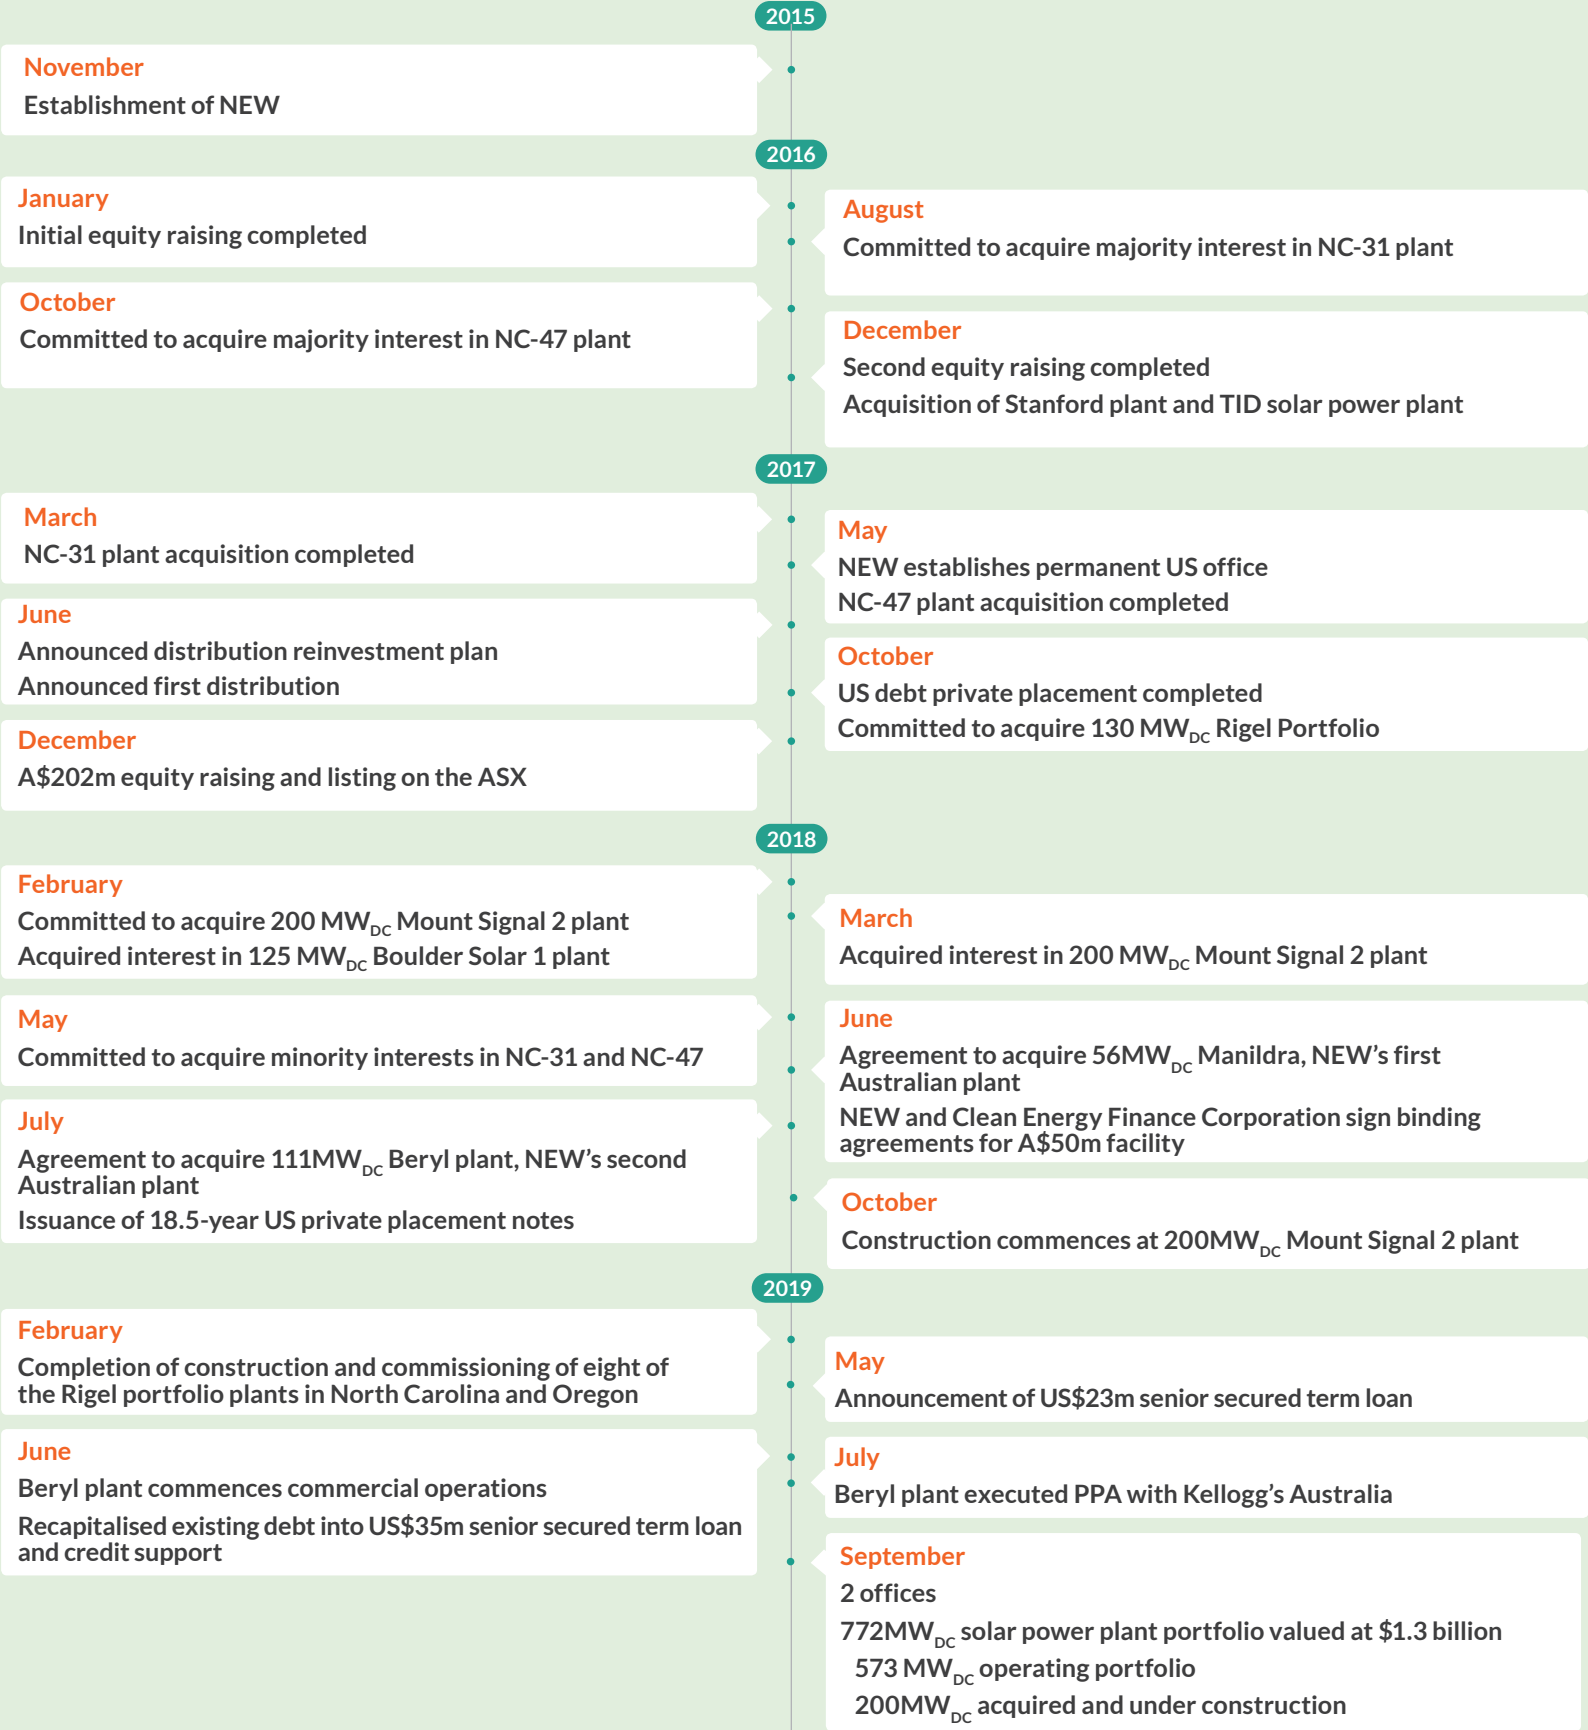 2015
November
Establishment of NEW
2016
January
Initial equity raising completed
August
Committed to acquire majority interest in NC-31 plant
October
Committed to acquire majority interest in NC-47 plant
December
Second equity raising completed
Acquisition of Stanford plant and TID solar power plant
2017
March
NC-31 plant acquisition completed
May
NEW establishes permanent US office
NC-47 plant acquisition completed
June
Announced distribution reinvestment plan
Announced first distribution
October
US debt private placement completed
Committed to acquire 130 MWDC Rigel Portfolio
December
A$202m equity raising and listing on the ASX
2018
February
Committed to acquire 200 MWDC Mount Signal 2 plant
Acquired interest in 125 MWDC Boulder Solar 1 plant
March
Acquired interest in 200 MWDC Mount Signal 2 plant
May
Committed to acquire minority interests in NC-31 and NC-47
June
Agreement to acquire 56MWDC Manildra, NEW’s first
Australian plant
NEW and Clean Energy Finance Corporation sign binding
agreements for A$50m facility
July
Agreement to acquire 111MWDC Beryl plant, NEW’s second
Australian plant
Issuance of 18.5-year US private placement notes
October
Construction commences at 200MWDC Mount Signal 2 plant
2019
February
Completion of construction and commissioning of eight of
the Rigel portfolio plants in North Carolina and Oregon
May
Announcement of US$23m senior secured term loan
June
Beryl plant commences commercial operations
Recapitalised existing debt into US$35m senior secured term loan
and credit support
July
Beryl plant executed PPA with Kellogg’s Australia
September
2 offices
772MWDC solar power plant portfolio valued at $1.3 billion
573 MWDC operating portfolio
200MWDC acquired and under construction